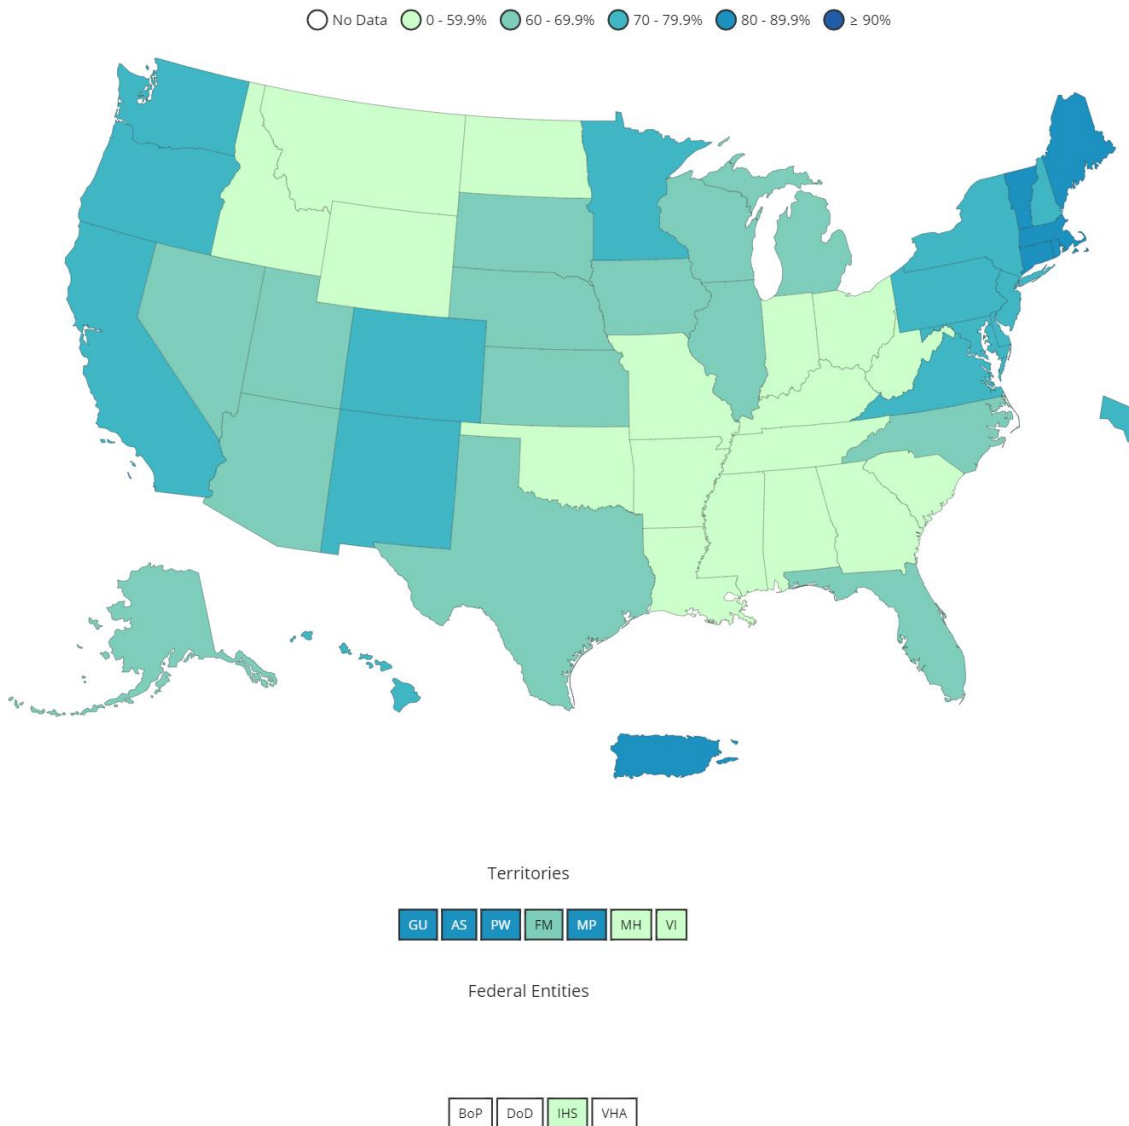 No Data 0 - 59.9% 60 - 69.9% 70 - 79.9% 80 - 89.9% ≥ 90%
Territories
GU AS PW FM MP MH VI
Federal Entities
BoP DoD IHS VHA